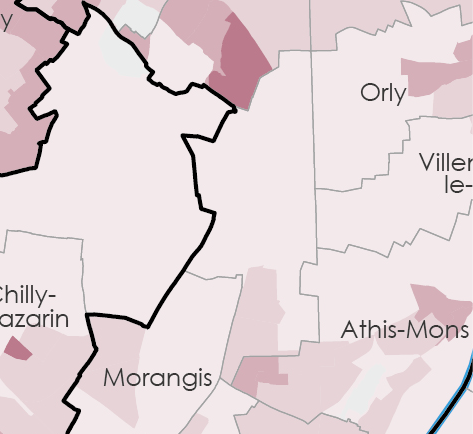 y
Orly
Viller
le-
Chilly-
azarin
Athis-Mons
Morangis